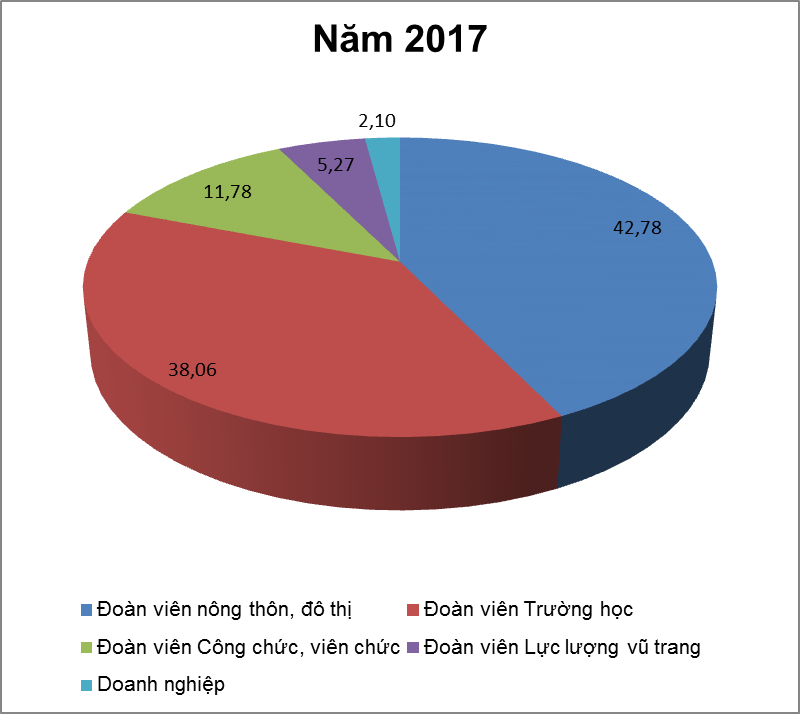 Năm 2017
2,10
5,27
11,78
42,78
38,06
Đoàn viên nông thôn, đô thị
Đoàn viên Trường học
Đoàn viên Công chức, viên chức
Đoàn viên Lực lượng vũ trang
Doanh nghiệp